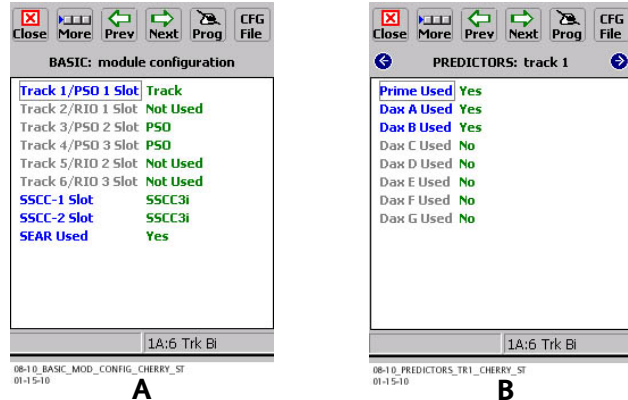 Close More Prev Next Prog CFG File
BASIC: module configuration
Track 1/PSO 1 Slot Track
Track 2/RIO 1 Slot Not Used
Track 3/PSO 2 Slot PSO
Track 4/PSO 3 Slot PSO
Track 5/RIO 2 Slot Not Used
Track 6/RIO 3 Slot Not Used
SSCC-1 Slot SSCC3i
SSCC-2 Slot SSCC3i
SEAR Used Yes
1A:6 Trk Bi
08-10_BASIC_MOD_CONFIG_CHERRY_ST
01-15-10
A
Close More Prev Next Prog CFG File
PREDICTORS: track 1
Prime Used Yes
Dax A Used Yes
Dax B Used Yes
Dax C Used No
Dax D Used No
Dax E Used No
Dax F Used No
Dax G Used No
1A:6 Trk Bi
08-10_PREDICTORS_TR1_CHERRY_ST
01-15-10
B